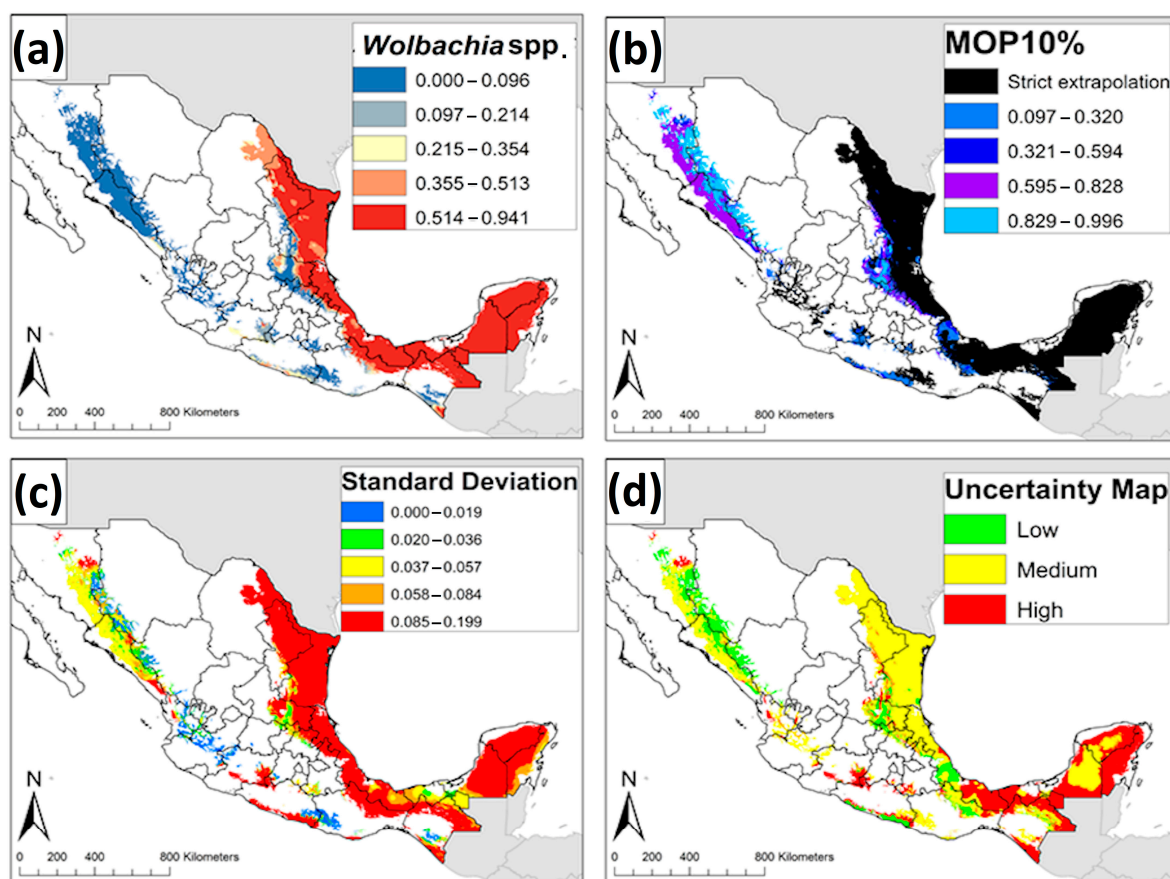 (a)
Wolbachia spp.
0.000–0.096
0.097–0.214
0.215–0.354
0.355–0.513
0.514–0.941
N
0 200 400 800 Kilometers
(b)
MOP10%
Strict extrapolation
0.097–0.320
0.321–0.594
0.595–0.828
0.829–0.996
N
0 200 400 800 Kilometers
(c)
Standard Deviation
0.000–0.019
0.020–0.036
0.037–0.057
0.058–0.084
0.085–0.199
N
0 200 400 800 Kilometers
(d)
Uncertainty Map
Low
Medium
High
N
0 200 400 800 Kilometers